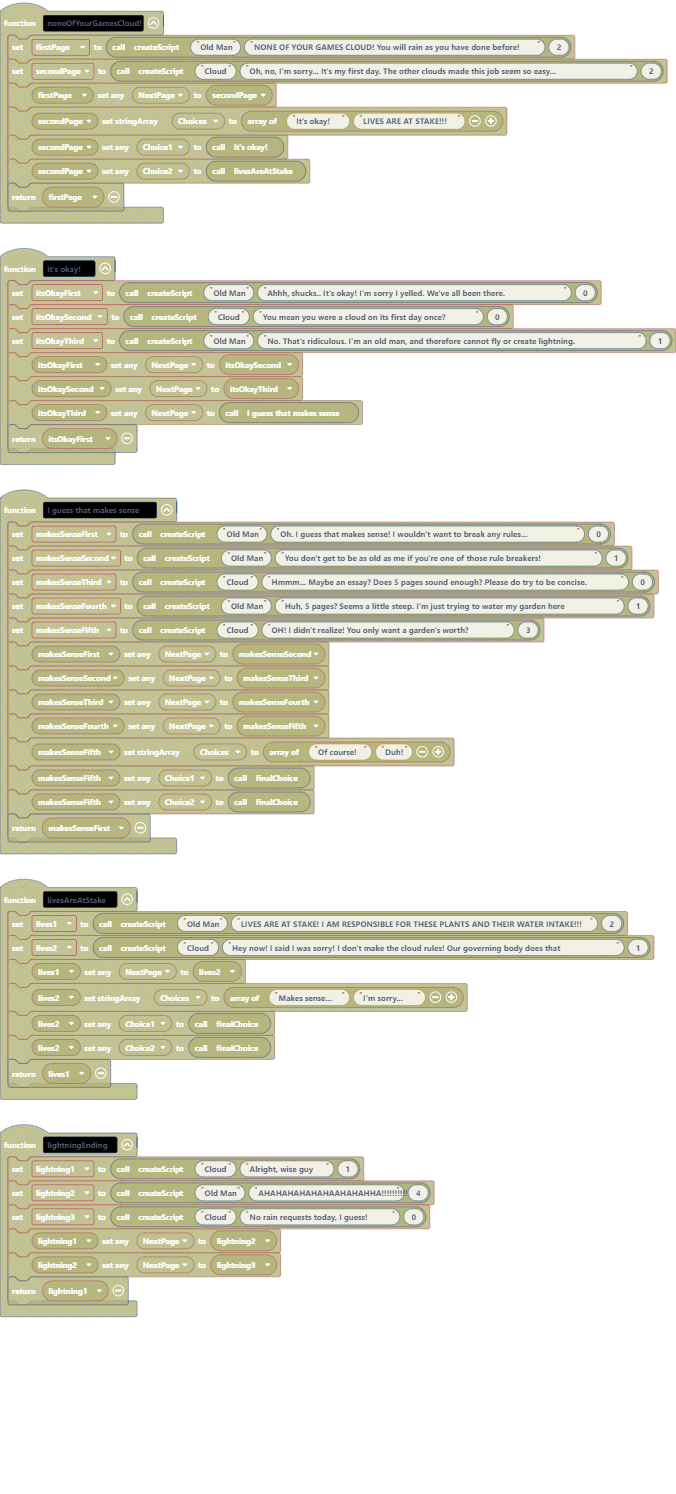 function noneOfYourGamesCloud!
set firstPage to call createScript "Old Man" "NONE OF YOUR GAMES CLOUD! You will rain as you have done before!" 2
set secondPage to call createScript "Cloud" "Oh, no, I'm sorry... It's my first day. The other clouds made this job seem so easy..." 2
firstPage set any NextPage to secondPage
secondPage set stringArray Choices to array of "It's okay!" "LIVES ARE AT STAKE!!!"
secondPage set any Choice1 to call it's okay!
secondPage set any Choice2 to call livesAreAtStake
return firstPage
function it's okay!
set itsOkayFirst to call createScript "Old Man" "Ahhh, shucks.. It's okay! I'm sorry I yelled. We've all been there." 0
set itsOkaySecond to call createScript "Cloud" "You mean you were a cloud on its first day once?" 0
set itsOkayThird to call createScript "Old Man" "No. That's ridiculous. I'm an old man, and therefore cannot fly or create lightning." 1
itsOkayFirst set any NextPage to itsOkaySecond
itsOkaySecond set any NextPage to itsOkayThird
itsOkayThird set any NextPage to call I guess that makes sense
return itsOkayFirst
function I guess that makes sense
set makesSenseFirst to call createScript "Old Man" "Oh. I guess that makes sense! I wouldn't want to break any rules..." 0
set makesSenseSecond to call createScript "Old Man" "You don't get to be as old as me if you're one of those rule breakers!" 1
set makesSenseThird to call createScript "Cloud" "Hmmm... Maybe an essay? Does 5 pages sound enough? Please do try to be concise." 0
set makesSenseFourth to call createScript "Old Man" "Huh, 5 pages? Seems a little steep. I'm just trying to water my garden here" 1
set makesSenseFifth to call createScript "Cloud" "OH! I didn't realize! You only want a garden's worth?" 3
makesSenseFirst set any NextPage to makesSenseSecond
makesSenseSecond set any NextPage to makesSenseThird
makesSenseThird set any NextPage to makesSenseFourth
makesSenseFourth set any NextPage to makesSenseFifth
makesSenseFifth set stringArray Choices to array of "Of course!" "Duh!"
makesSenseFifth set any Choice1 to call finalChoice
makesSenseFifth set any Choice2 to call finalChoice
return makesSenseFirst
function livesAreAtStake
set lives1 to call createScript "Old Man" "LIVES ARE AT STAKE! I AM RESPONSIBLE FOR THESE PLANTS AND THEIR WATER INTAKE!!!" 2
set lives2 to call createScript "Cloud" "Hey now! I said I was sorry! I don't make the cloud rules! Our governing body does that" 1
lives1 set any NextPage to lives2
lives2 set stringArray Choices to array of "Makes sense..." "I'm sorry..."
lives2 set any Choice1 to call finalChoice
lives2 set any Choice2 to call finalChoice
return lives1
function lightningEnding
set lightning1 to call createScript "Cloud" "Alright, wise guy" 1
set lightning2 to call createScript "Old Man" "AHAHAHAHAHAHAAHAHAHHA!!!!!!!!!" 4
set lightning3 to call createScript "Cloud" "No rain requests today, I guess!" 0
lightning1 set any NextPage to lightning2
lightning2 set any NextPage to lightning3
return lightning1